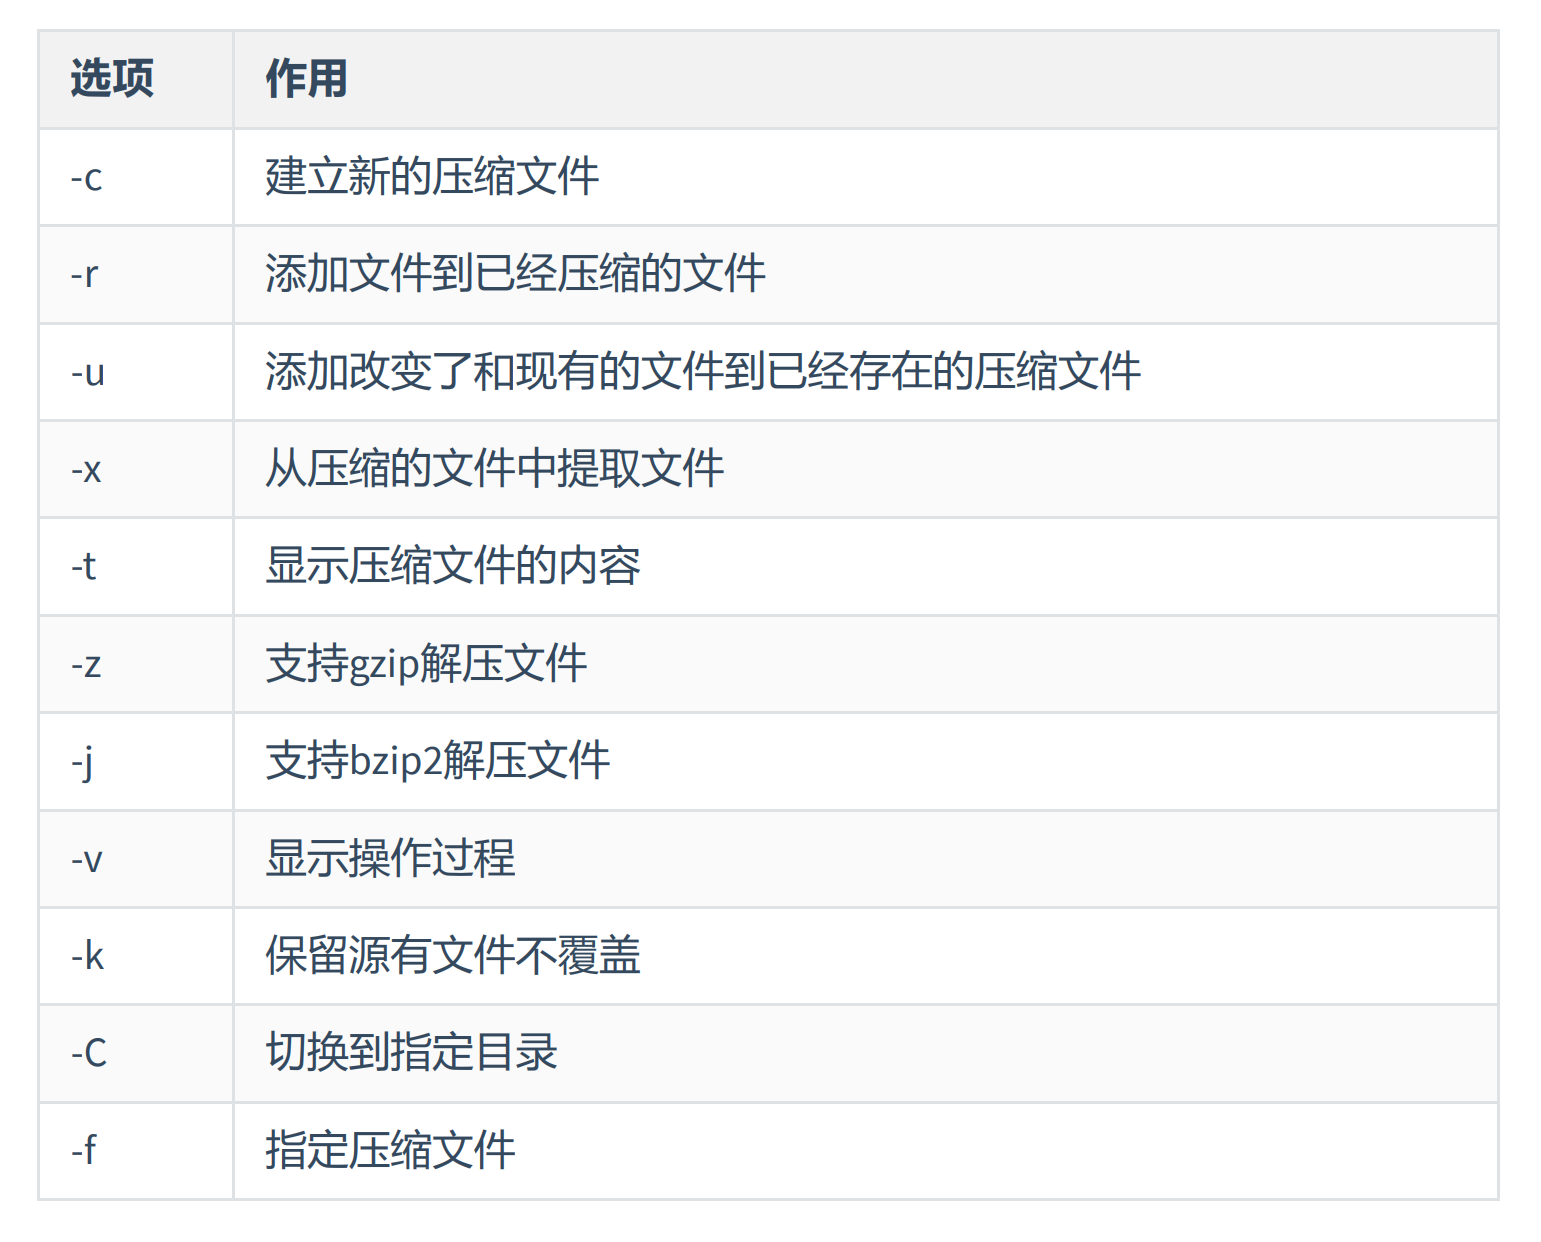 选项 作用
-c 建立新的压缩文件
-r 添加文件到已经压缩的文件
-u 添加改变了和现有的文件到已经存在的压缩文件
-x 从压缩的文件中提取文件
-t 显示压缩文件的内容
-z 支持gzip解压文件
-j 支持bzip2解压文件
-v 显示操作过程
-k 保留源有文件不覆盖
-C 切换到指定目录
-f 指定压缩文件